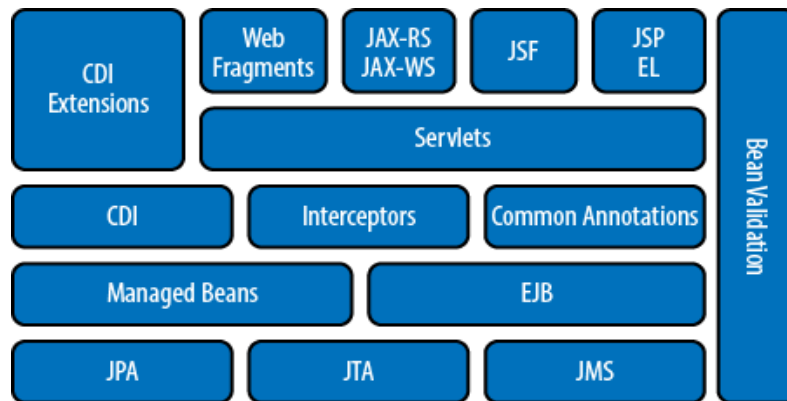 CDI
Extensions
Web
Fragments
JAX-RS
JAX-WS
JSF
JSP
EL
Servlets
CDI
Interceptors
Common Annotations
Managed Beans
EJB
JPA
JTA
JMS
Bean Validation